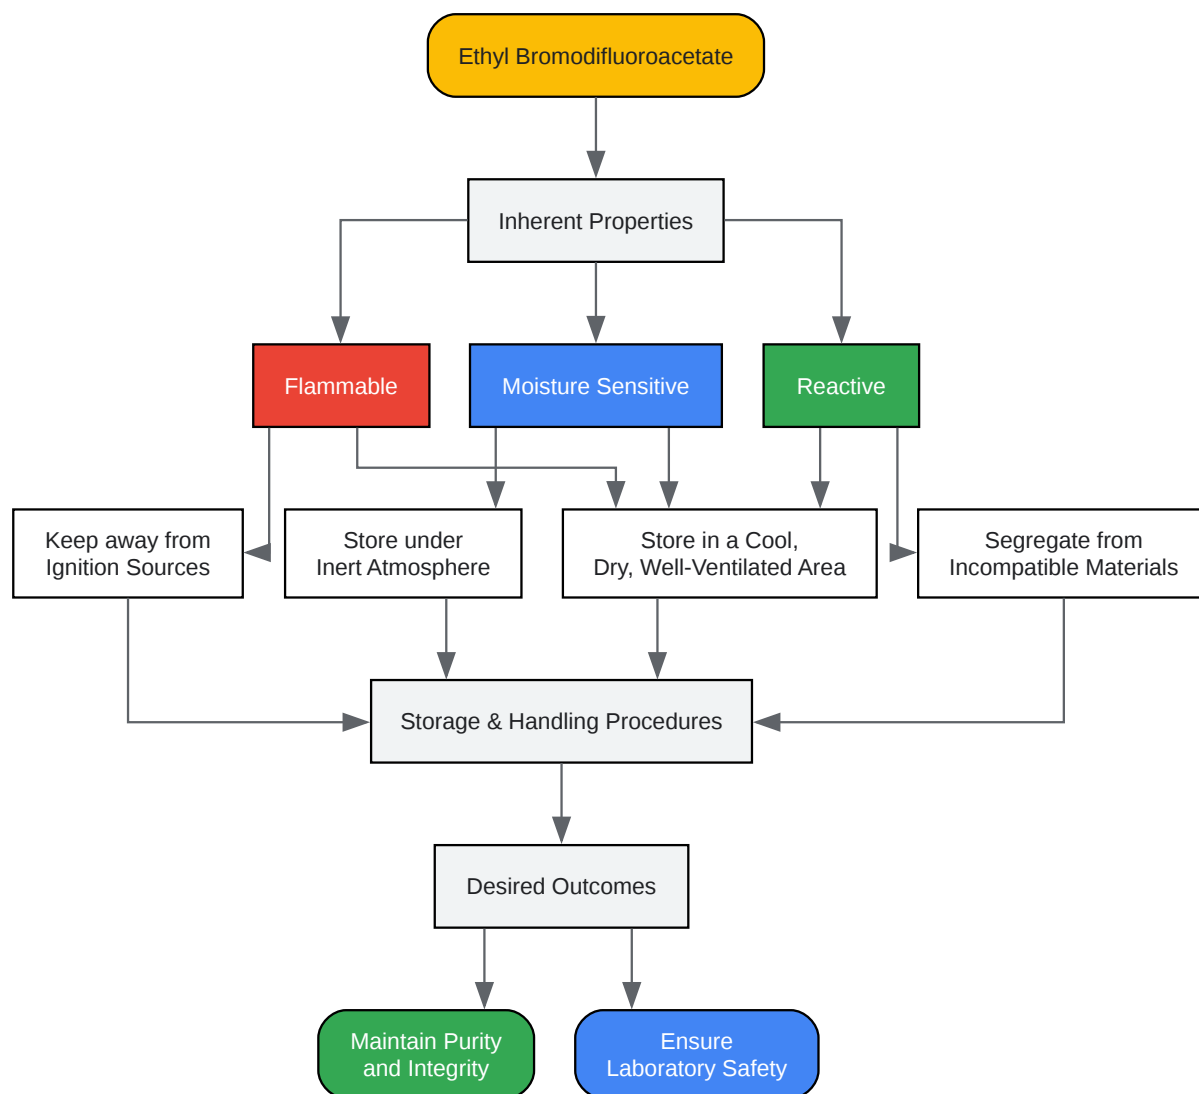 Ethyl Bromodifluoroacetate
Inherent Properties
Flammable
Moisture Sensitive
Reactive
Keep away from
Ignition Sources
Store under
Inert Atmosphere
Store in a Cool,
Dry, Well-Ventilated Area
Segregate from
Incompatible Materials
Storage & Handling Procedures
Desired Outcomes
Maintain Purity
and Integrity
Ensure
Laboratory Safety